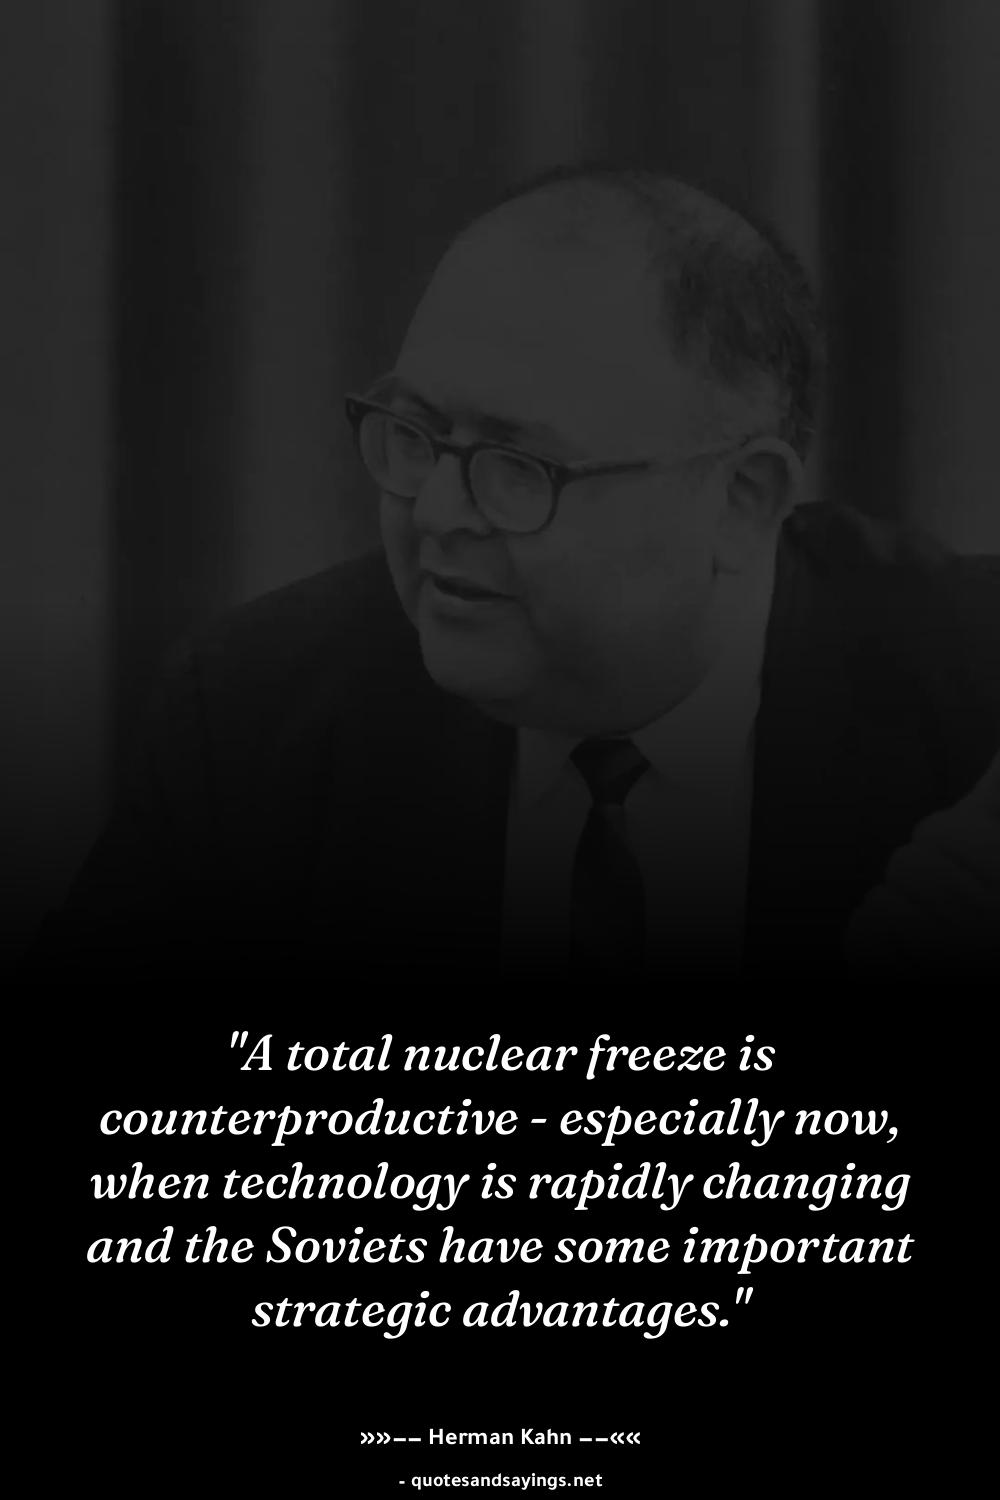 "A total nuclear freeze is
counterproductive - especially now,
when technology is rapidly changing
and the Soviets have some important
strategic advantages."
»»–– Herman Kahn ––««
- quotesandsayings.net